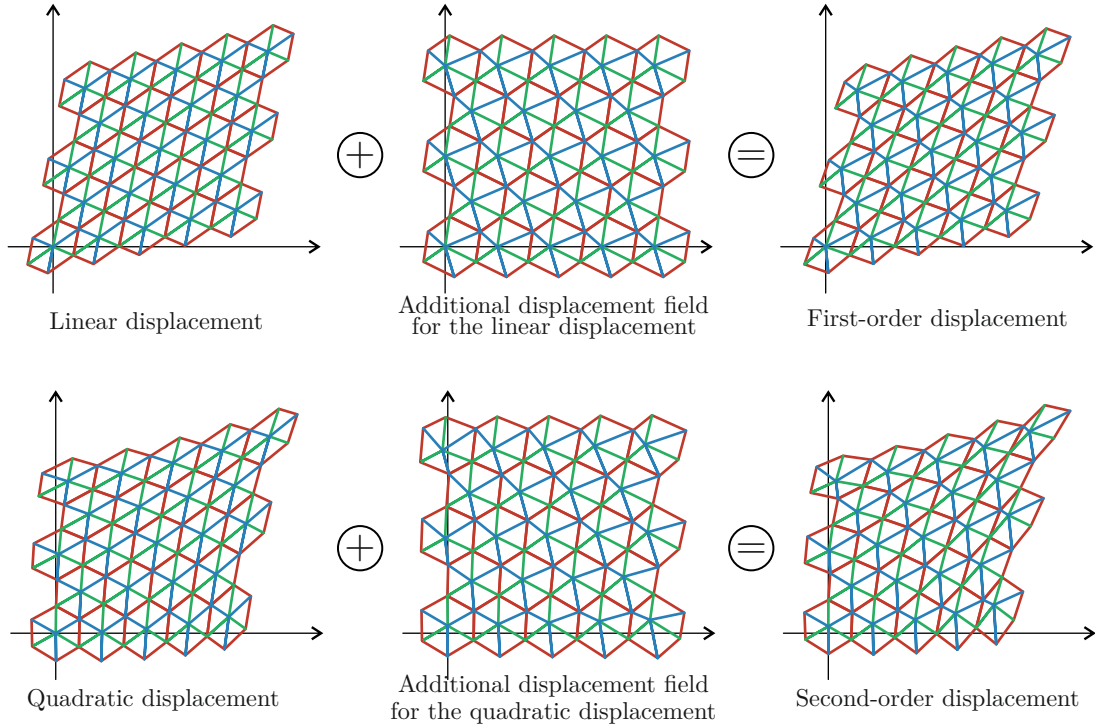 Linear displacement
Additional displacement field
for the linear displacement
First-order displacement
Quadratic displacement
Additional displacement field
for the quadratic displacement
Second-order displacement